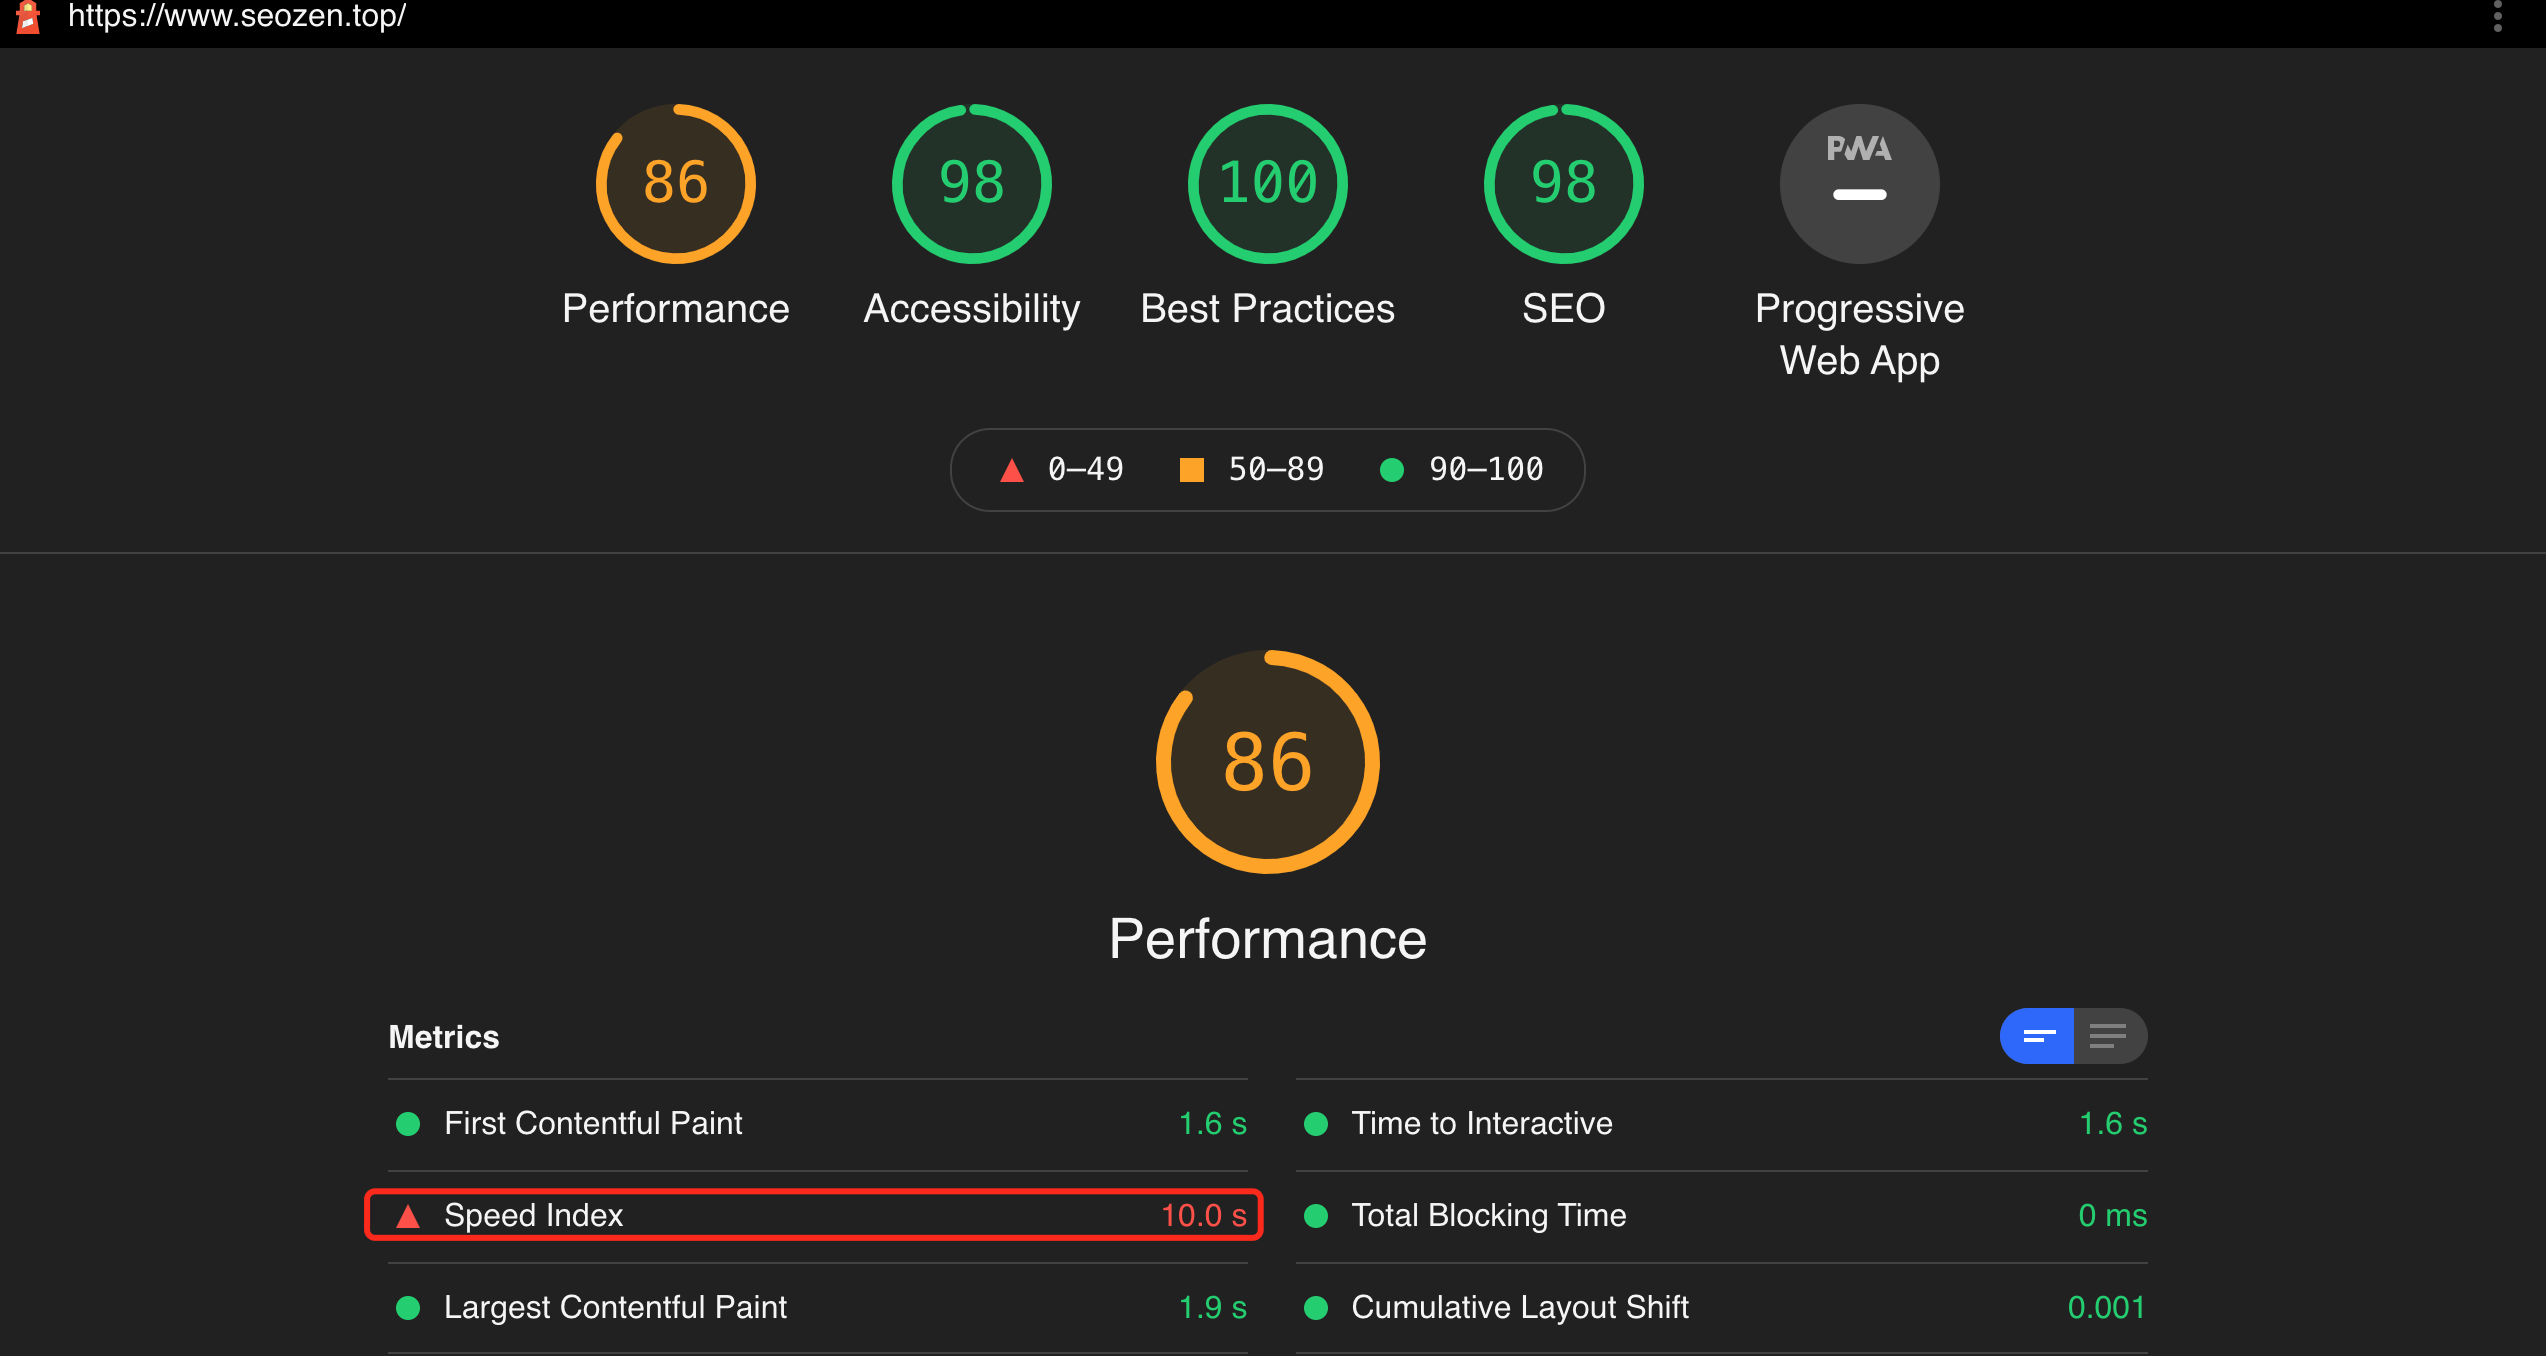 https://www.seozen.top/
86
98
100
98
PWA
Performance
Accessibility
Best Practices
SEO
Progressive
Web App
0–49
50–89
90–100
86
Performance
Metrics
First Contentful Paint 1.6 s
Time to Interactive 1.6 s
Speed Index 10.0 s
Total Blocking Time 0 ms
Largest Contentful Paint 1.9 s
Cumulative Layout Shift 0.001